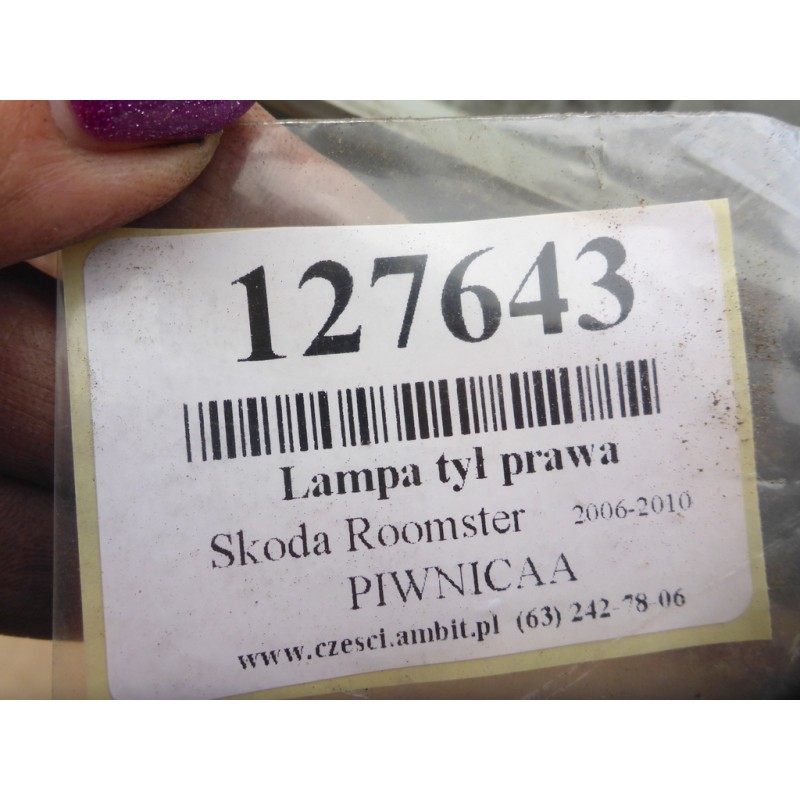 127643
Lampa tył prawa
Skoda Roomster 2006-2010
PIWNICAA
www.czesci.ambit.pl (63) 242-78-06